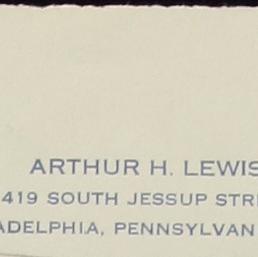 ARTHUR H. LEWIS
419 SOUTH JESSUP STR
ADELPHIA, PENNSYLVAN